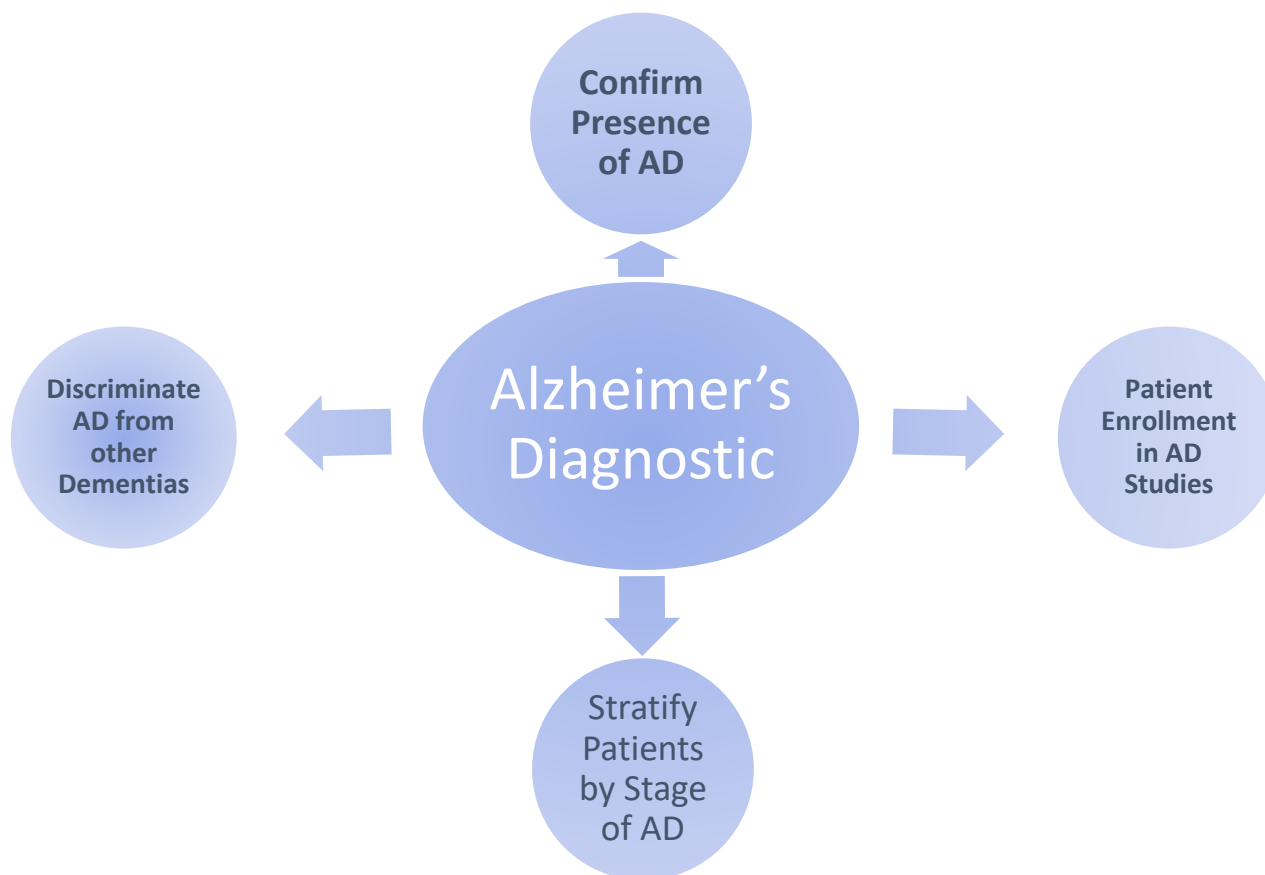 Confirm
Presence
of AD
Discriminate
AD from
other
Dementias
Alzheimer’s
Diagnostic
Patient
Enrollment
in AD
Studies
Stratify
Patients
by Stage
of AD